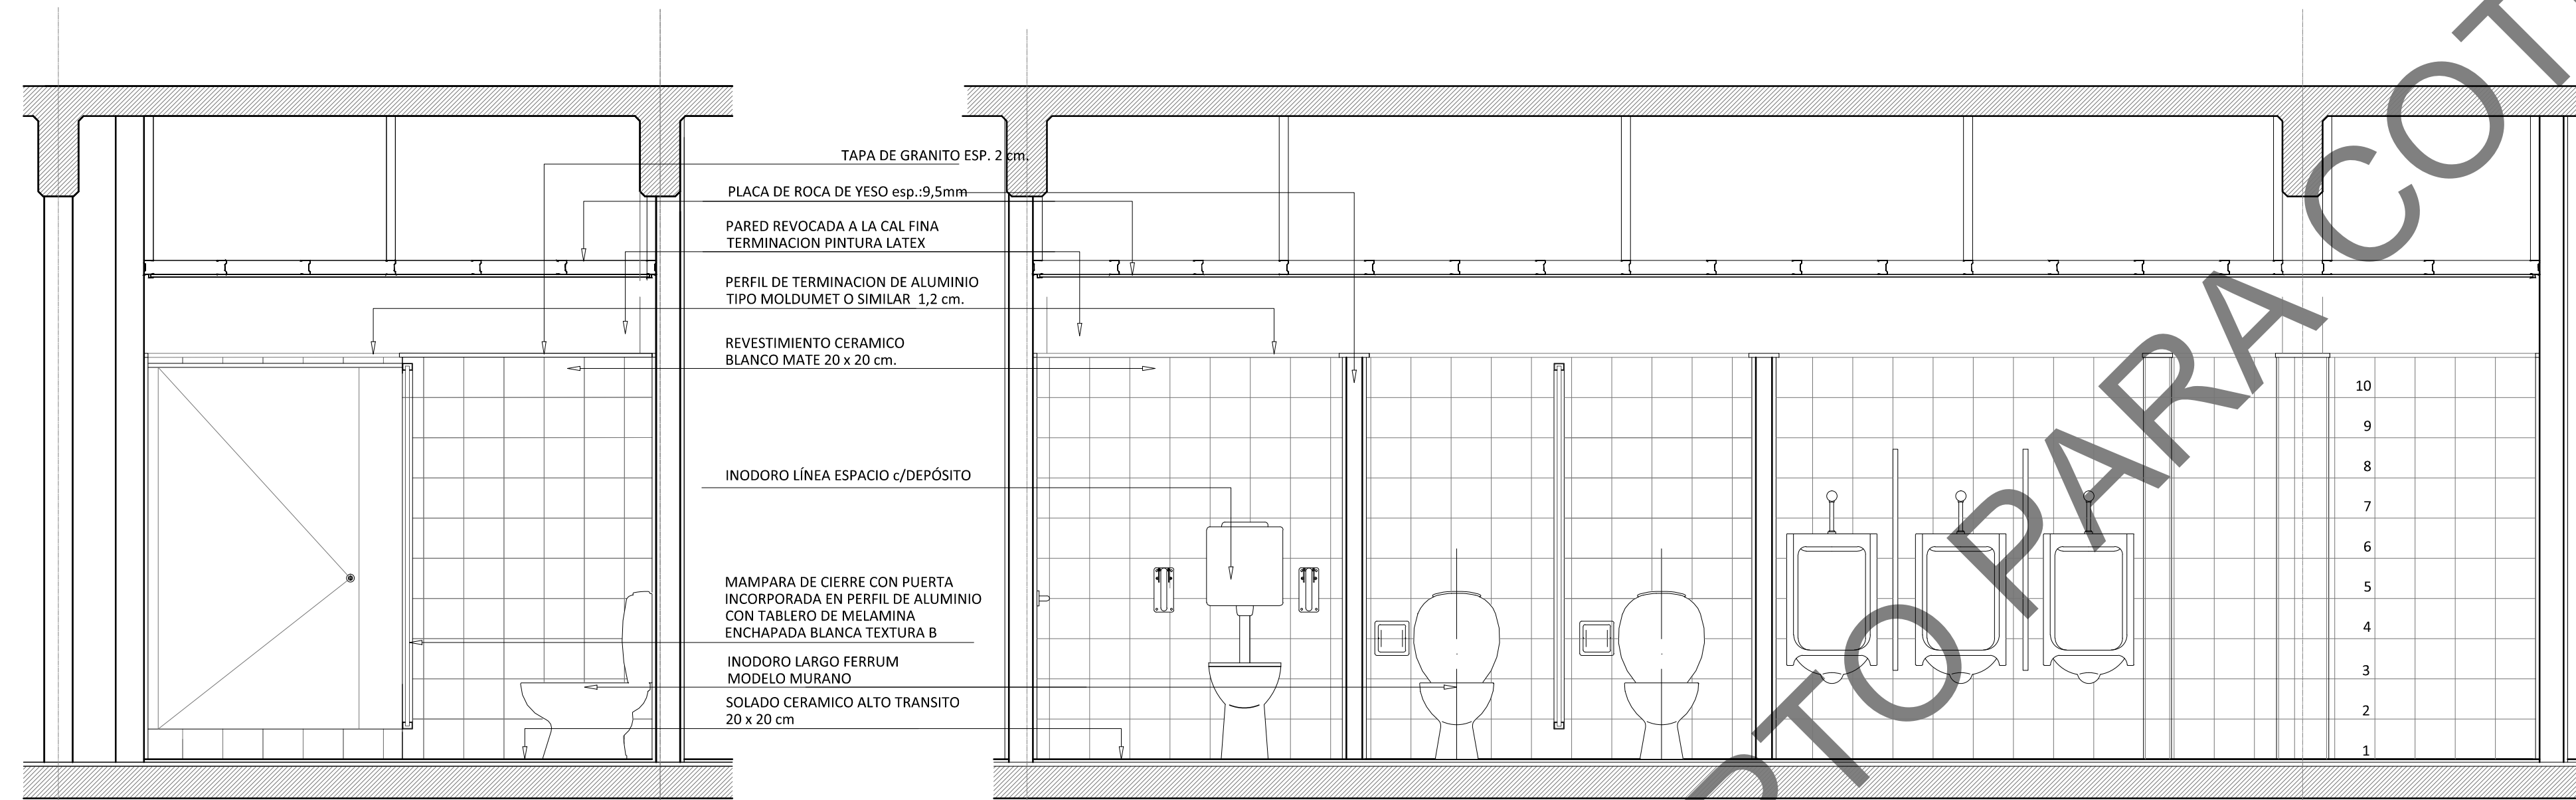 TAPA DE GRANITO ESP. 2 cm.
PLACA DE ROCA DE YESO esp.:9,5mm
PARED REVOCADA A LA CAL FINA
TERMINACION PINTURA LATEX
PERFIL DE TERMINACION DE ALUMINIO
TIPO MOLDUMET O SIMILAR 1,2 cm.
REVESTIMIENTO CERAMICO
BLANCO MATE 20 x 20 cm.
INODORO LÍNEA ESPACIO c/DEPÓSITO
MAMPARA DE CIERRE CON PUERTA
INCORPORADA EN PERFIL DE ALUMINIO
CON TABLERO DE MELAMINA
ENCHAPADA BLANCA TEXTURA B
INODORO LARGO FERRUM
MODELO MURANO
SOLADO CERAMICO ALTO TRANSITO
20 x 20 cm
10
9
8
7
6
5
4
3
2
1
PTO PARA COT